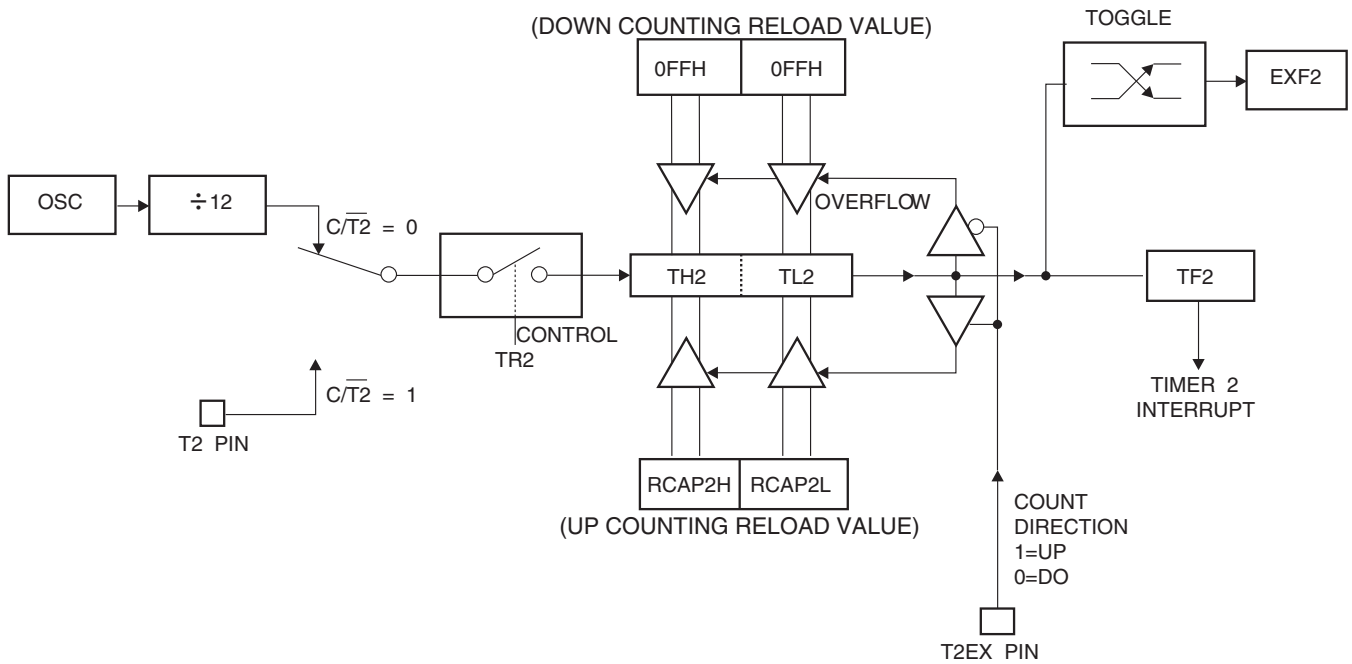 TOGGLE
(DOWN COUNTING RELOAD VALUE)
0FFH 0FFH
EXF2
OSC
÷12
OVERFLOW
C/T2̅ = 0
TH2 TL2
TF2
CONTROL
TR2
C/T2̅ = 1
T2 PIN
TIMER 2
INTERRUPT
RCAP2H RCAP2L
(UP COUNTING RELOAD VALUE)
COUNT
DIRECTION
1=UP
0=DO
T2EX PIN